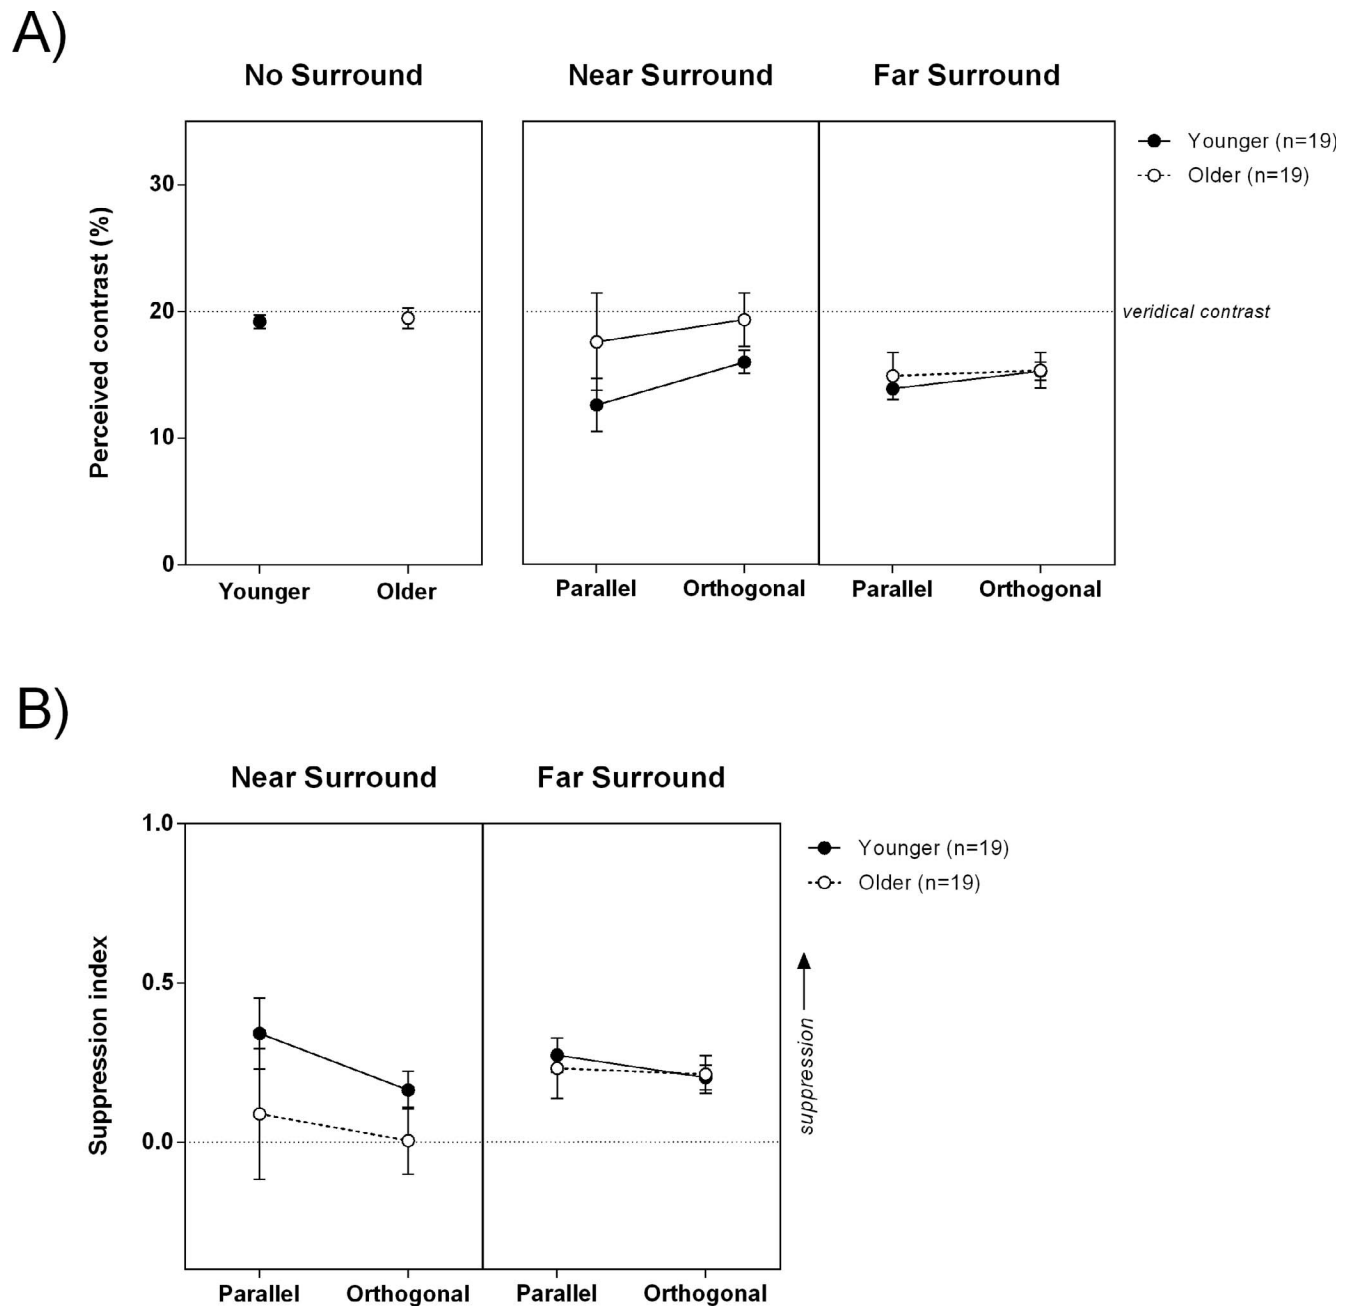 A)
No Surround
Near Surround
Far Surround
Younger (n=19)
Older (n=19)
Perceived contrast (%)
30
20
10
0
veridical contrast
Younger
Older
Parallel
Orthogonal
Parallel
Orthogonal
B)
Near Surround
Far Surround
Younger (n=19)
Older (n=19)
Suppression index
1.0
0.5
0.0
suppression
Parallel
Orthogonal
Parallel
Orthogonal